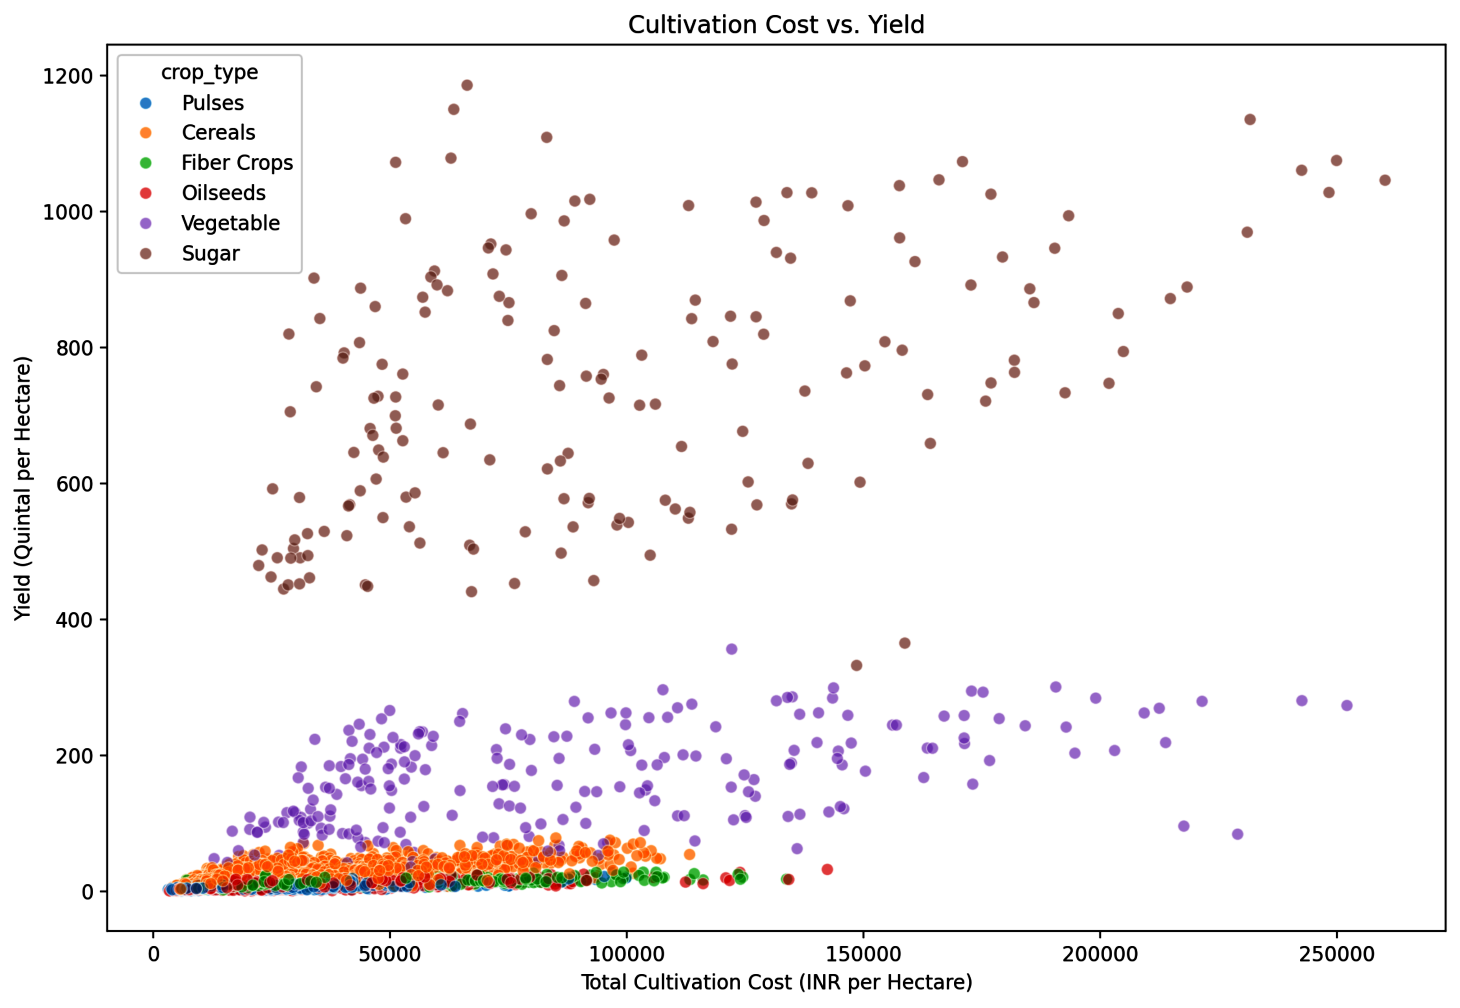 Cultivation Cost vs. Yield
crop_type
Pulses
Cereals
Fiber Crops
Oilseeds
Vegetable
Sugar
Yield (Quintal per Hectare)
1200
1000
800
600
400
200
0
0 50000 100000 150000 200000 250000
Total Cultivation Cost (INR per Hectare)